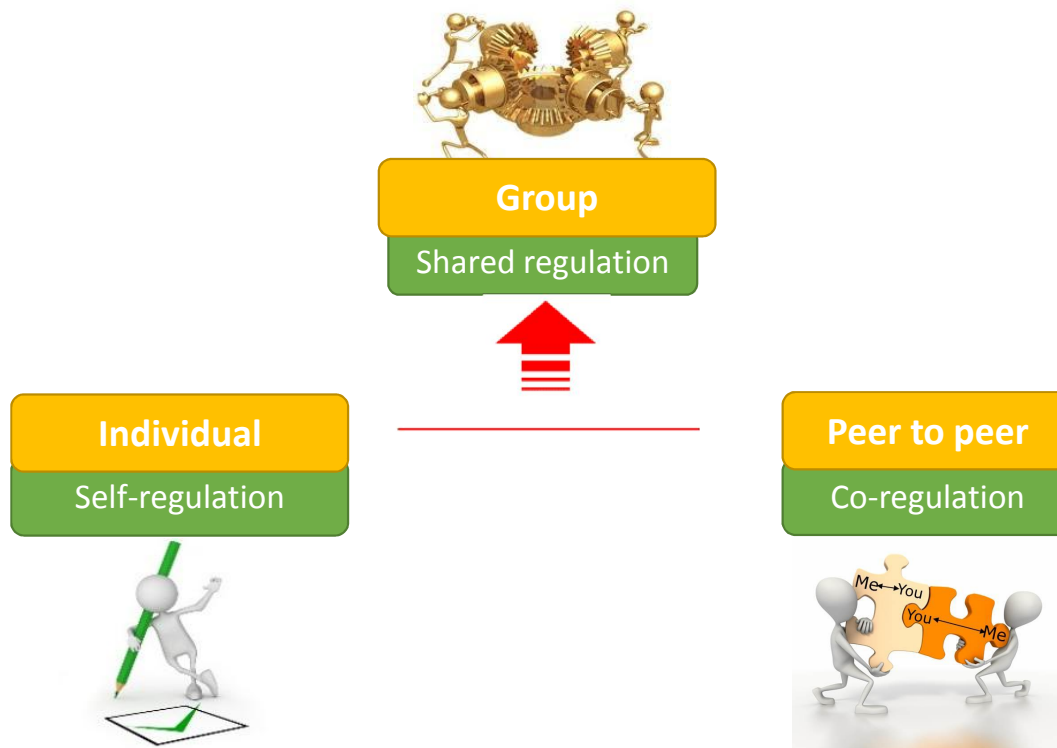 Group
Shared regulation
Individual
Self-regulation
Peer to peer
Co-regulation
Me You
You Me